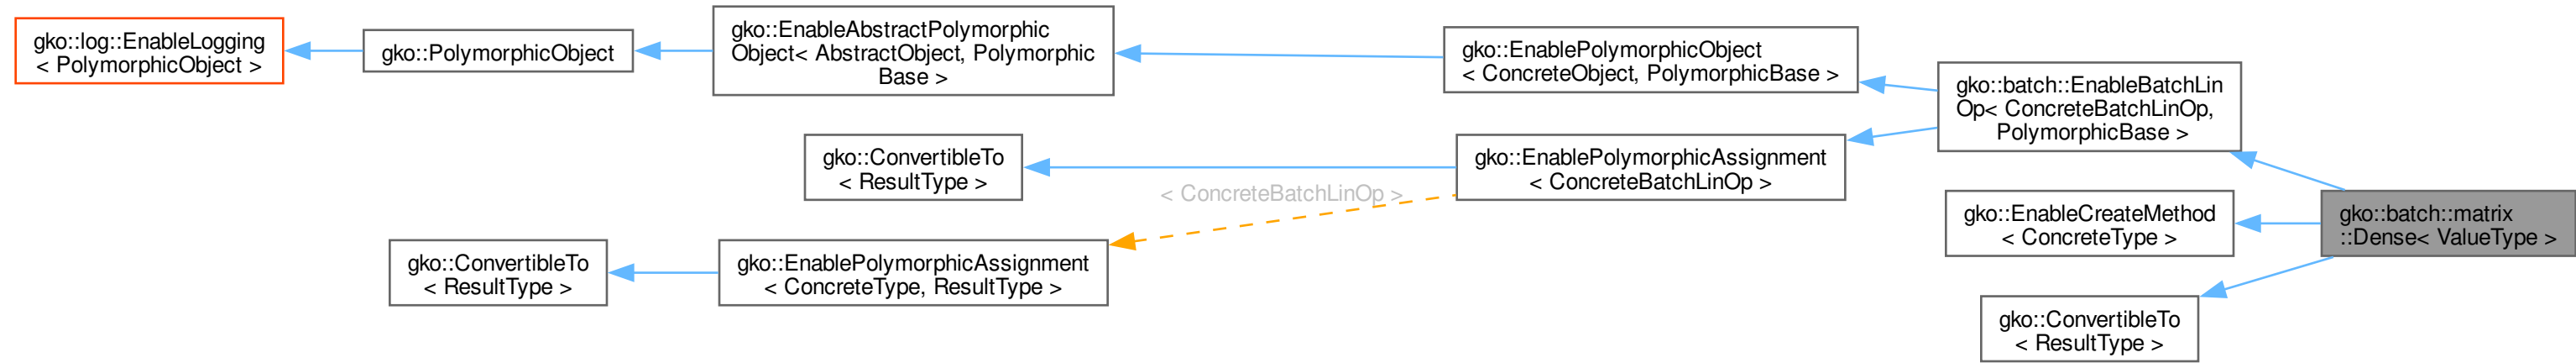 gko::log::EnableLogging
< PolymorphicObject >
gko::PolymorphicObject
gko::EnableAbstractPolymorphic
Object< AbstractObject, Polymorphic
Base >
gko::EnablePolymorphicObject
< ConcreteObject, PolymorphicBase >
gko::batch::EnableBatchLin
Op< ConcreteBatchLinOp,
PolymorphicBase >
gko::ConvertibleTo
< ResultType >
gko::EnablePolymorphicAssignment
< ConcreteBatchLinOp >
< ConcreteBatchLinOp >
gko::EnableCreateMethod
< ConcreteType >
gko::batch::matrix
::Dense< ValueType >
gko::ConvertibleTo
< ResultType >
gko::EnablePolymorphicAssignment
< ConcreteType, ResultType >
gko::ConvertibleTo
< ResultType >